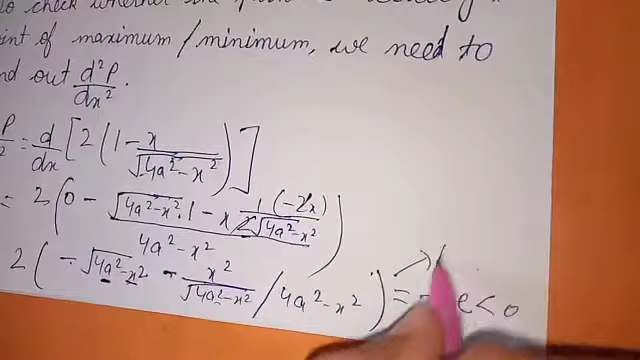 to check whether the
int of maximum/minimum, we need to
nd out d²P/dx².
P/² = d/dx [2(1 - x/√(4a²-x²))]
= 2(0 - (√(4a²-x²).1 - x 1(-2x)/(2√(4a²-x²)))/(4a²-x²))
2(-√(4a²-x²) - x²/√(4a²-x²) / 4a²-x²) = e < 0